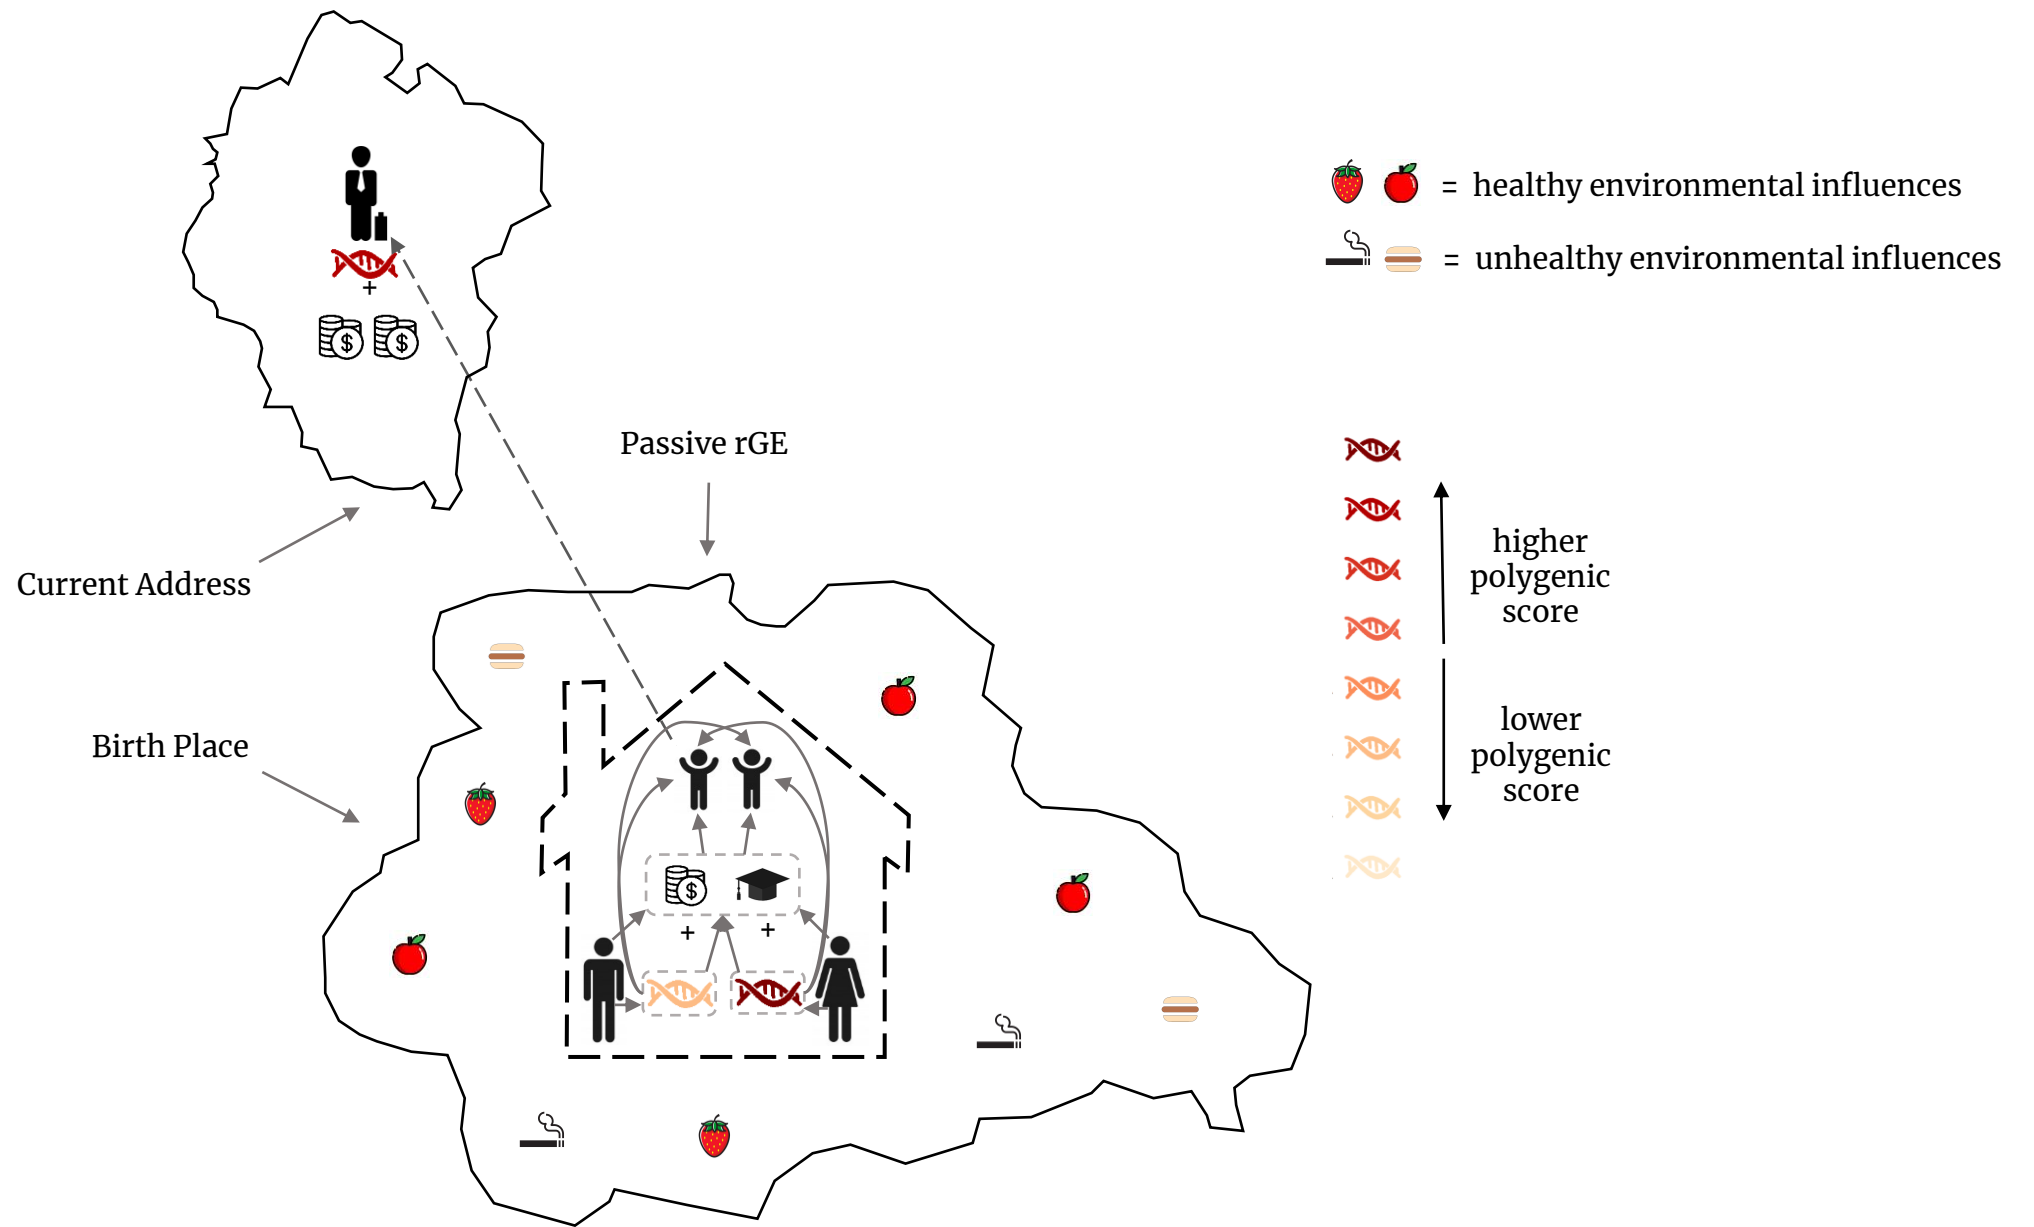 = healthy environmental influences
= unhealthy environmental influences
+
$ $
Passive rGE
Current Address
higher
polygenic
score
Birth Place
lower
polygenic
score
$
+ +